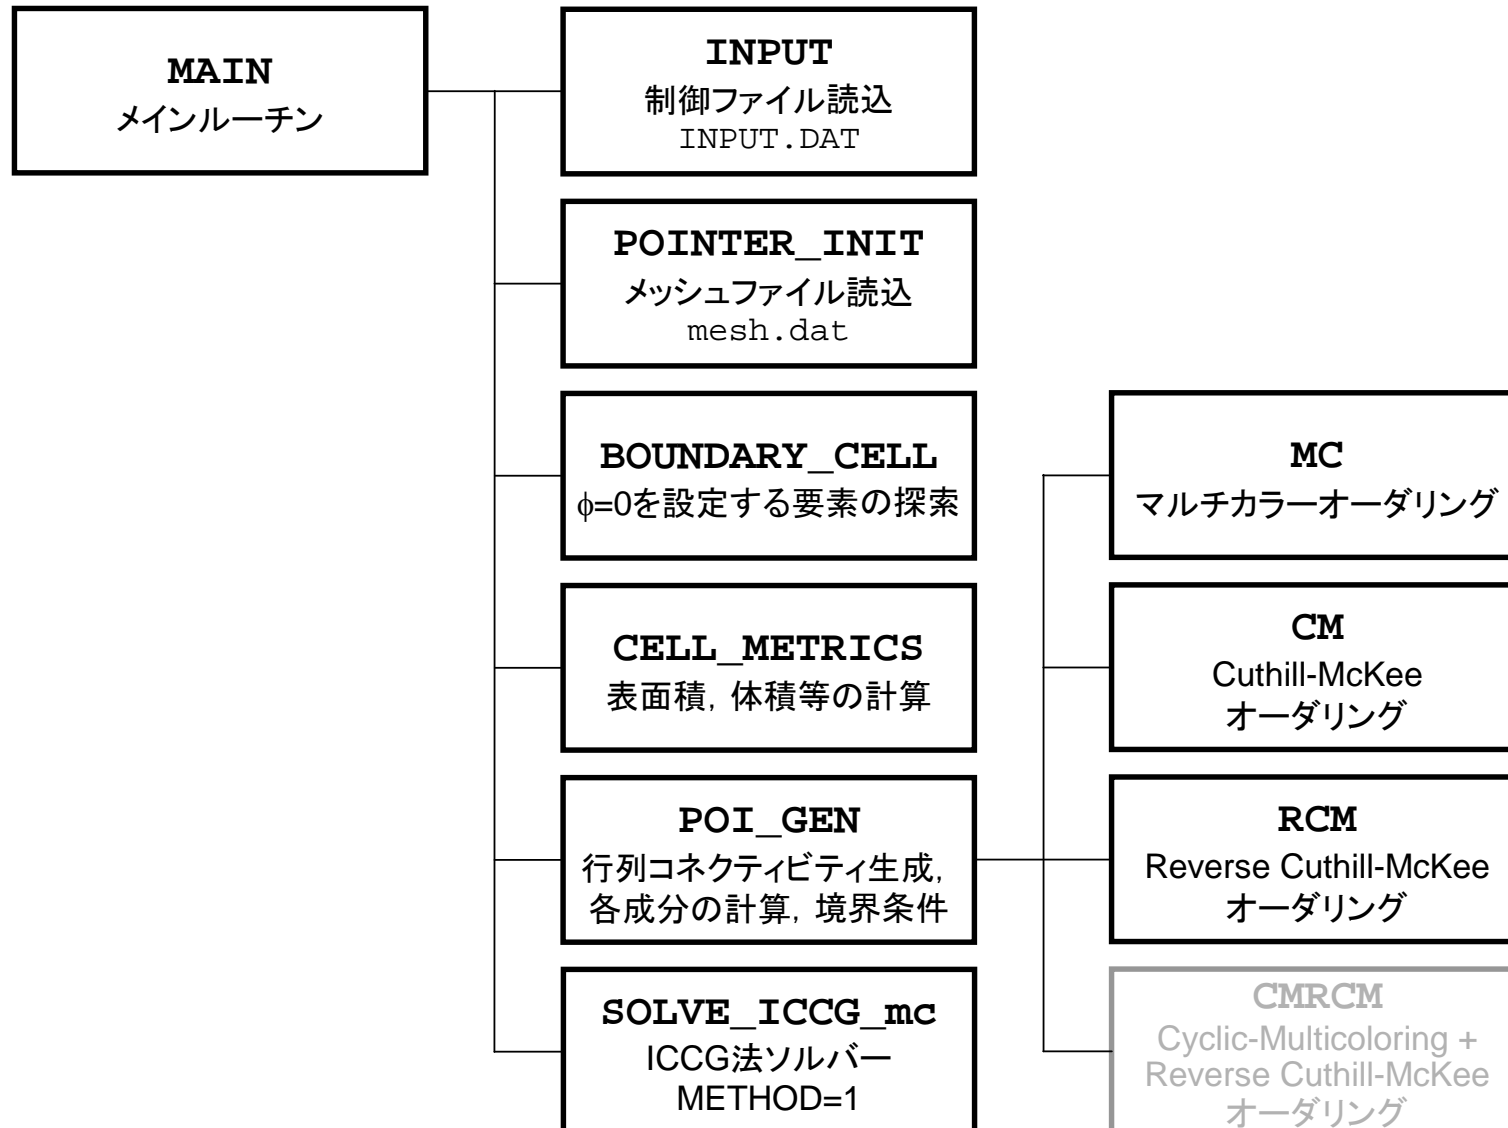 MAIN
メインルーチン
INPUT
制御ファイル読込
INPUT.DAT
POINTER_INIT
メッシュファイル読込
mesh.dat
BOUNDARY_CELL
φ=0を設定する要素の探索
CELL_METRICS
表面積，体積等の計算
POI_GEN
行列コネクティビティ生成，
各成分の計算，境界条件
SOLVE_ICCG_mc
ICCG法ソルバー
METHOD=1
MC
マルチカラーオーダリング
CM
Cuthill-McKee
オーダリング
RCM
Reverse Cuthill-McKee
オーダリング
CMRCM
Cyclic-Multicoloring +
Reverse Cuthill-McKee
オーダリング